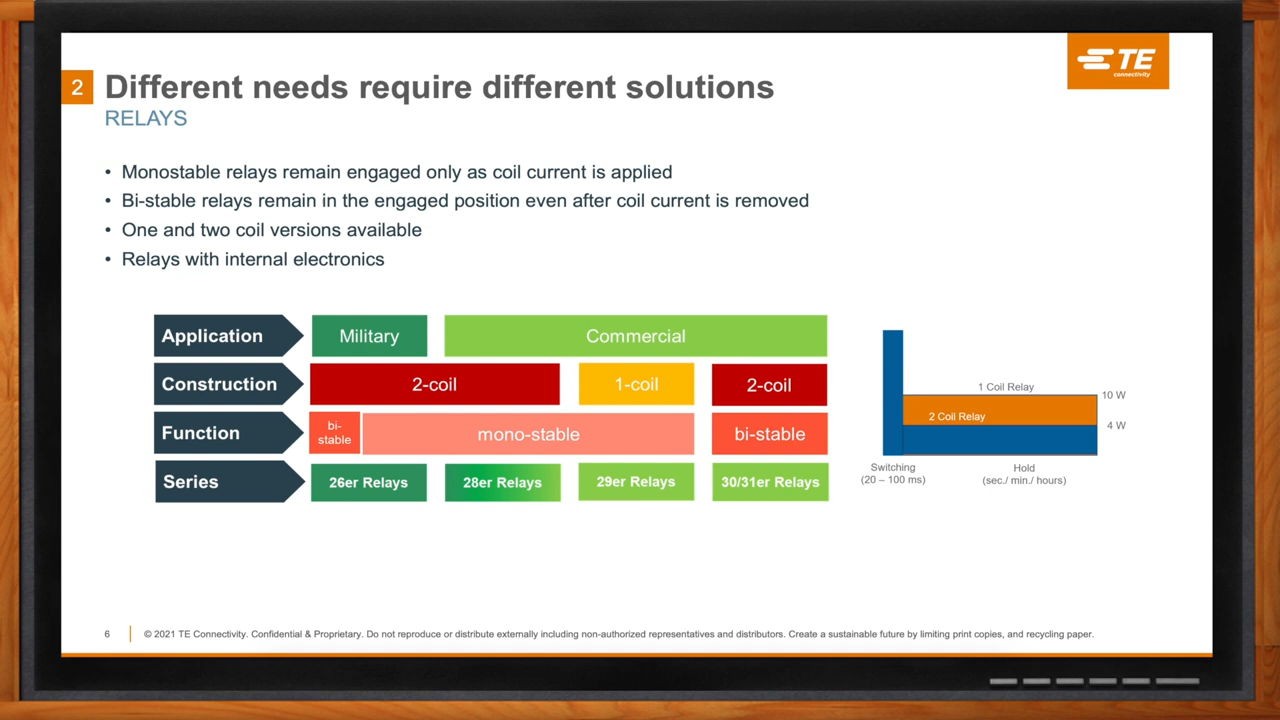 TE
connectivity
2
Different needs require different solutions
RELAYS
• Monostable relays remain engaged only as coil current is applied
• Bi-stable relays remain in the engaged position even after coil current is removed
• One and two coil versions available
• Relays with internal electronics
Application
Military
Commercial
Construction
2-coil
1-coil
2-coil
Function
bi-
stable
mono-stable
bi-stable
Series
26er Relays
28er Relays
29er Relays
30/31er Relays
1 Coil Relay
10 W
2 Coil Relay
4 W
Switching
(20 – 100 ms)
Hold
(sec./ min./ hours)
6
© 2021 TE Connectivity. Confidential & Proprietary. Do not reproduce or distribute externally including non-authorized representatives and distributors. Create a sustainable future by limiting print copies, and recycling paper.